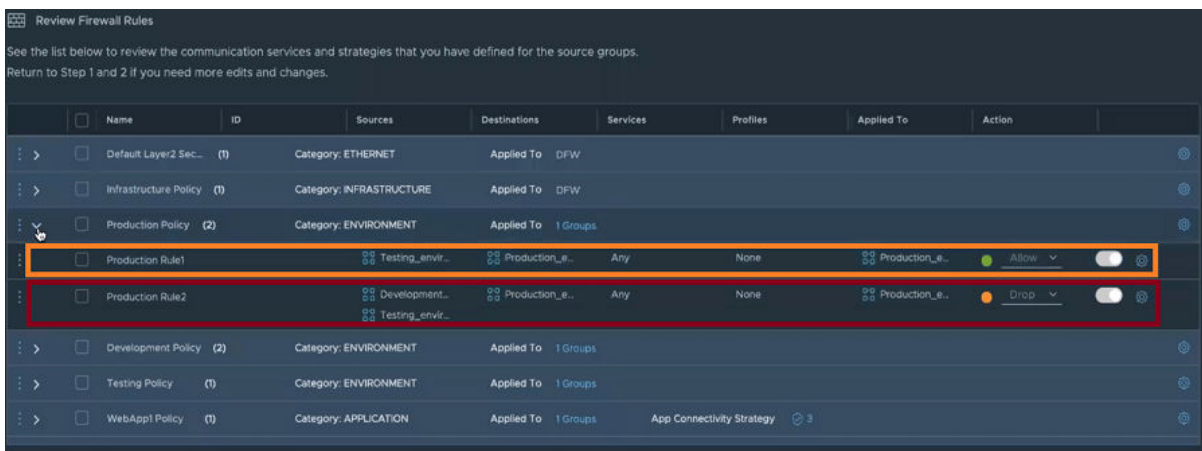 Review Firewall Rules
See the list below to review the communication services and strategies that you have defined for the source groups.
Return to Step 1 and 2 if you need more edits and changes.
Name ID Sources Destinations Services Profiles Applied To Action
Default Layer2 Sec... (1) Category: ETHERNET Applied To DFW
Infrastructure Policy (1) Category: INFRASTRUCTURE Applied To DFW
Production Policy (2) Category: ENVIRONMENT Applied To 1 Groups
Production Rule1 Testing_envir... Production_e... Any None Production_e... Allow
Production Rule2 Development... Production_e... Any None Production_e... Drop
Testing_envir...
Development Policy (2) Category: ENVIRONMENT Applied To 1 Groups
Testing Policy (1) Category: ENVIRONMENT Applied To 1 Groups
WebApp1 Policy (1) Category: APPLICATION Applied To 1 Groups App Connectivity Strategy 3